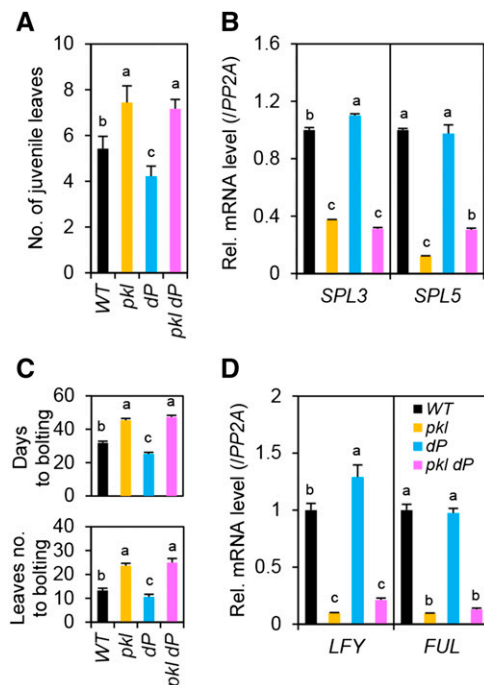 A
No. of juvenile leaves
10
8
6
4
2
0
b
a
c
a
WT
pkl
dP
pkl dP
B
Rel. mRNA level (/PP2A)
1.6
1.2
0.8
0.4
0
b
c
a
c
a
c
a
b
SPL3
SPL5
C
Days
to bolting
60
40
20
0
b
a
c
a
Leaves no.
to bolting
40
30
20
10
0
b
a
c
a
WT
pkl
dP
pkl dP
D
Rel. mRNA level (/PP2A)
2
1.5
1
0.5
0
WT
pkl
dP
pkl dP
b
c
a
c
a
b
a
b
LFY
FUL